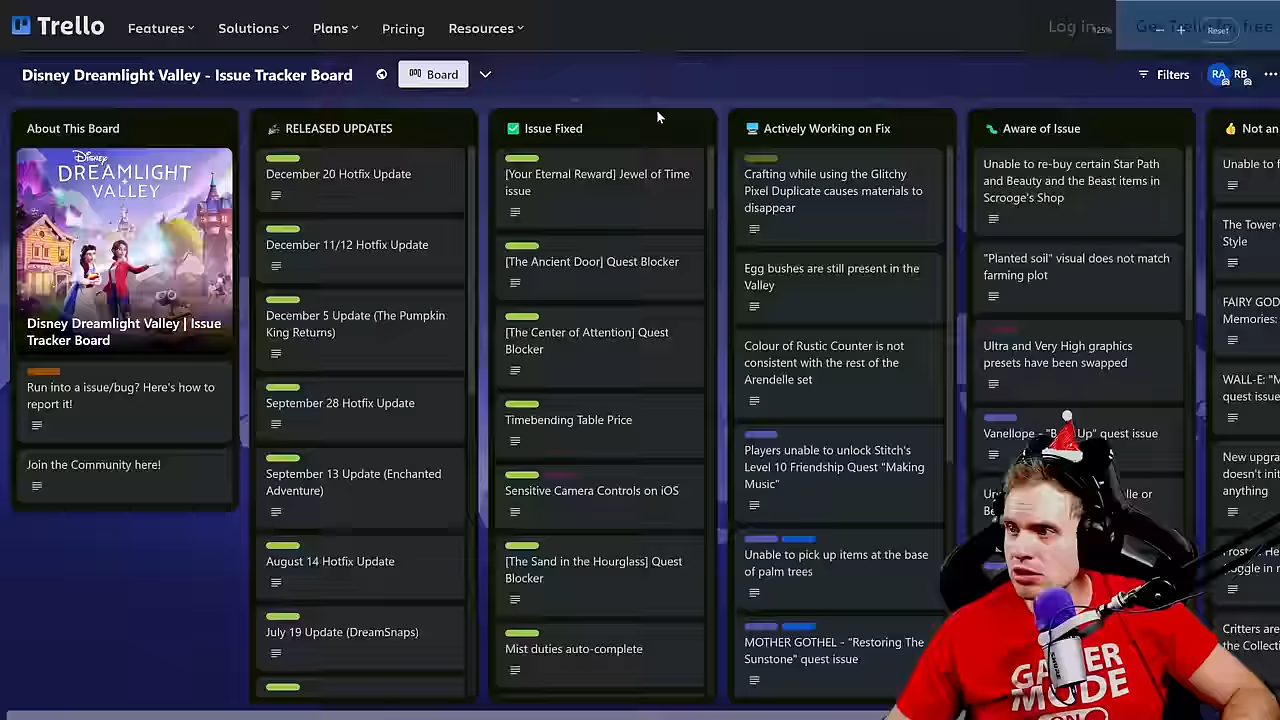 Trello
Features
Solutions
Plans
Pricing
Resources
Log in
125%
Get Trello for free
Reset
Disney Dreamlight Valley - Issue Tracker Board
Board
Filters
RA
RB
About This Board
Disney
DREAMLIGHT
VALLEY
Disney Dreamlight Valley | Issue
Tracker Board
Run into a issue/bug? Here's how to
report it!
Join the Community here!
RELEASED UPDATES
December 20 Hotfix Update
December 11/12 Hotfix Update
December 5 Update (The Pumpkin
King Returns)
September 28 Hotfix Update
September 13 Update (Enchanted
Adventure)
August 14 Hotfix Update
July 19 Update (DreamSnaps)
Issue Fixed
[Your Eternal Reward] Jewel of Time
issue
[The Ancient Door] Quest Blocker
[The Center of Attention] Quest
Blocker
Timebending Table Price
Sensitive Camera Controls on iOS
[The Sand in the Hourglass] Quest
Blocker
Mist duties auto-complete
Actively Working on Fix
Crafting while using the Glitchy
Pixel Duplicate causes materials to
disappear
Egg bushes are still present in the
Valley
Colour of Rustic Counter is not
consistent with the rest of the
Arendelle set
Players unable to unlock Stitch's
Level 10 Friendship Quest "Making
Music"
Unable to pick up items at the base
of palm trees
MOTHER GOTHEL - "Restoring The
Sunstone" quest issue
Aware of Issue
Unable to re-buy certain Star Path
and Beauty and the Beast items in
Scrooge's Shop
"Planted soil" visual does not match
farming plot
Ultra and Very High graphics
presets have been swapped
Vanellope - "B Up" quest issue
Not an
Unable to
The Tower
Style
FAIRY GOD
Memories:
WALL-E: "M
quest issue
New upgra
doesn't init
anything
Critters are
the Collecti
GAMER
MODE
ON